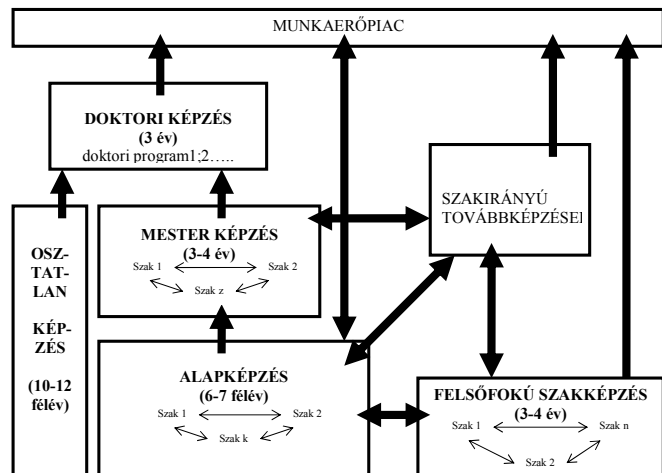 MUNKAERŐPIAC
DOKTORI KÉPZÉS
(3 év)
doktori program1;2…..
SZAKIRÁNYÚ
TOVÁBBKÉPZÉSEI
OSZ-
TAT-
LAN
KÉP-
ZÉS
(10-12
félév)
MESTER KÉPZÉS
(3-4 év)
Szak 1
Szak 2
Szak z
ALAPKÉPZÉS
(6-7 félév)
Szak 1
Szak 2
Szak k
FELSŐFOKÚ SZAKKÉPZÉS
(3-4 év)
Szak 1
Szak n
Szak 2